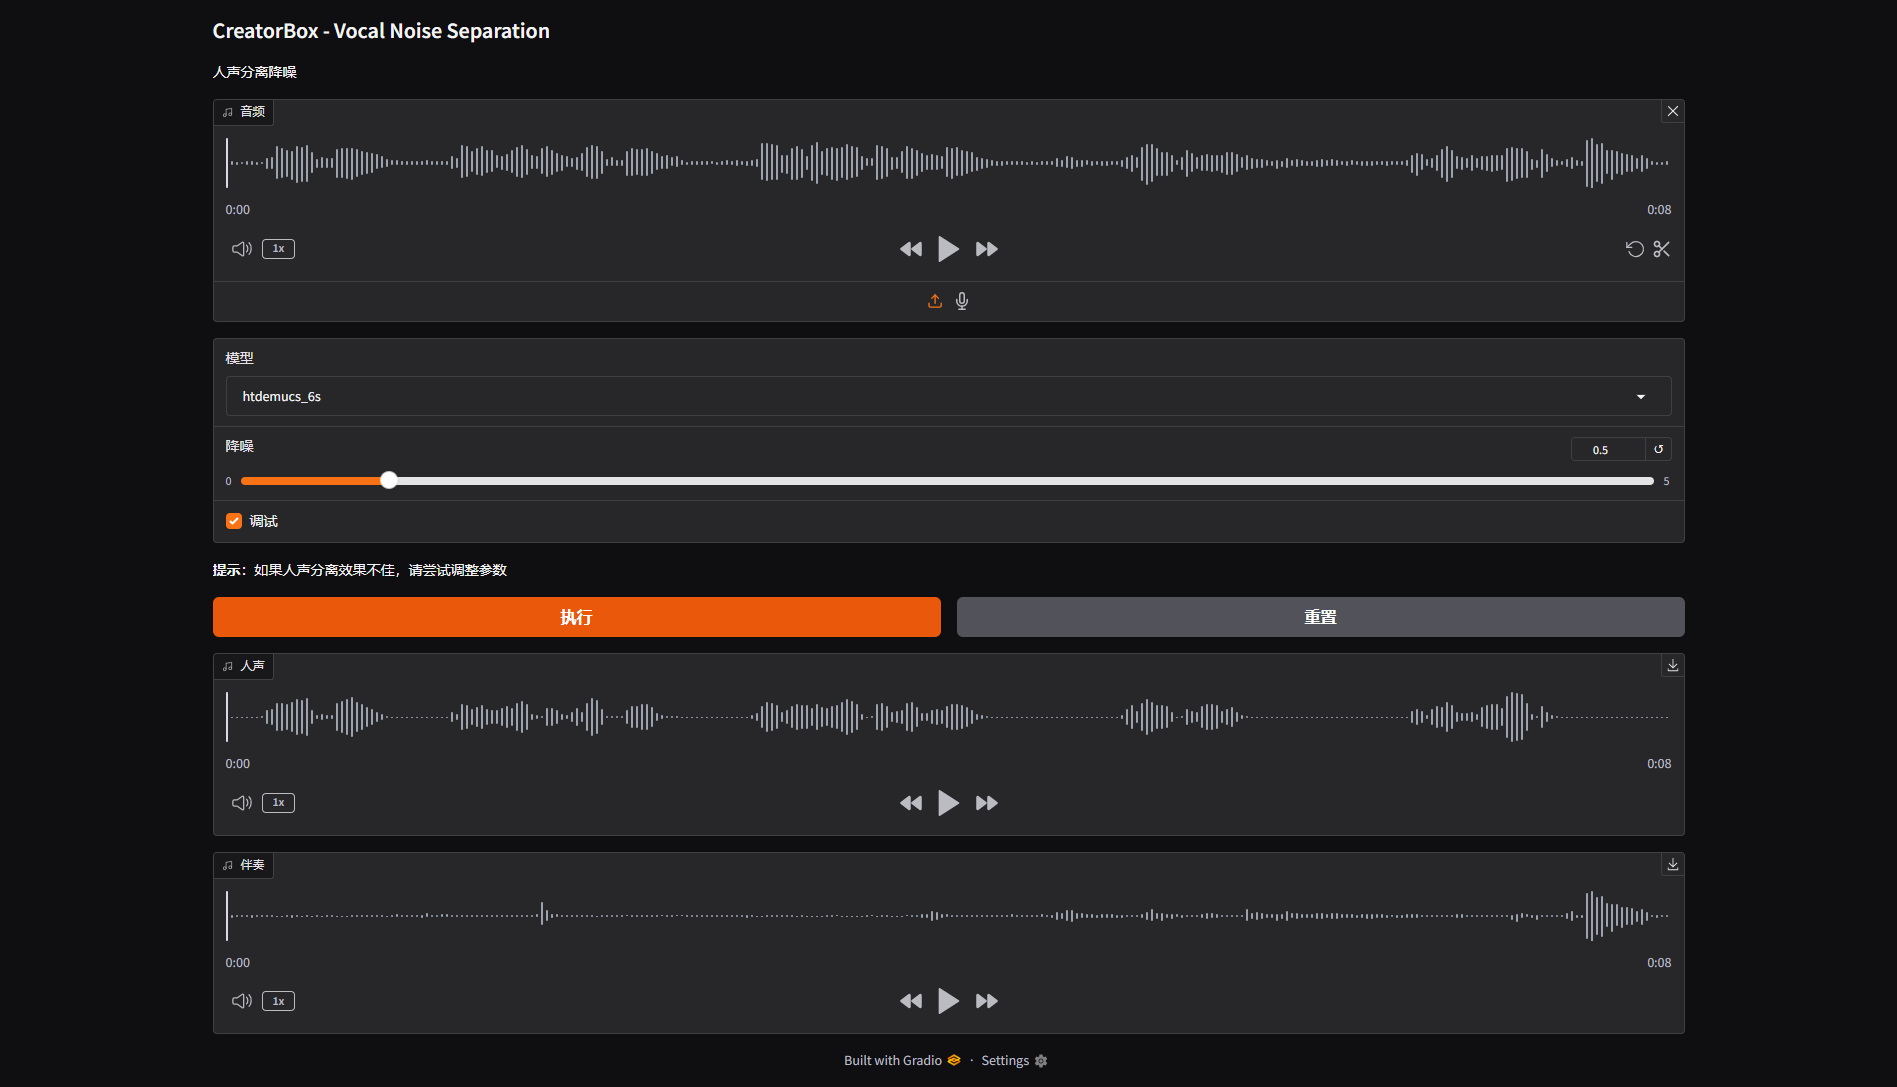 CreatorBox - Vocal Noise Separation
人声分离降噪
音频
0:00 0:08
1x
模型
htdemucs_6s
降噪 0.5
0 5
调试
提示：如果人声分离效果不佳，请尝试调整参数
执行 重置
人声
0:00 0:08
1x
伴奏
0:00 0:08
1x
Built with Gradio · Settings